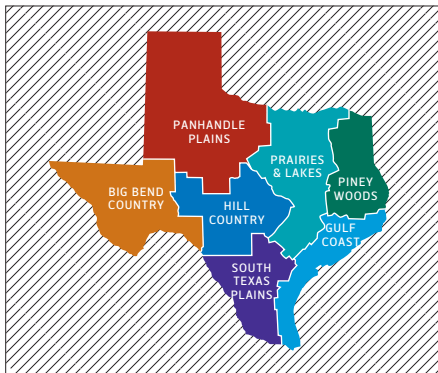 PANHANDLE
PLAINS
PRAIRIES
& LAKES
PINEY
WOODS
BIG BEND
COUNTRY
HILL
COUNTRY
GULF
COAST
SOUTH
TEXAS
PLAINS